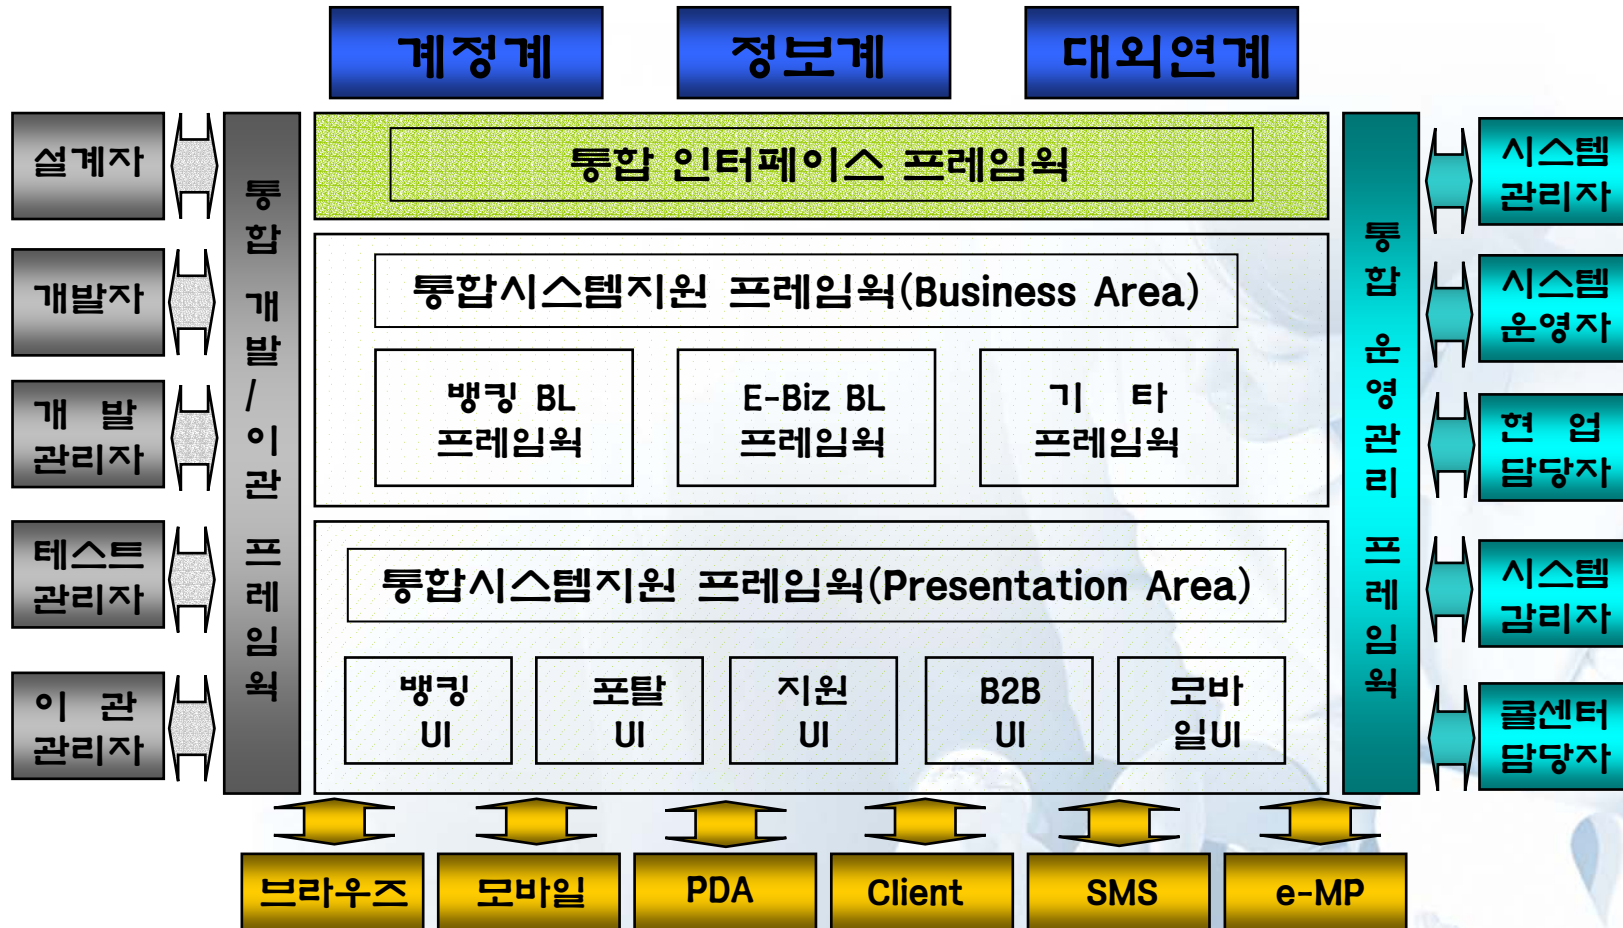 계정계
정보계
대외연계
설계자
개발자
개 발
관리자
테스트
관리자
이 관
관리자
통합 개발/이관 프레임웍
통합 인터페이스 프레임웍
통합시스템지원 프레임웍(Business Area)
뱅킹 BL
프레임웍
E-Biz BL
프레임웍
기 타
프레임웍
통합시스템지원 프레임웍(Presentation Area)
뱅킹
UI
포탈
UI
지원
UI
B2B
UI
모바
일UI
통합 운영관리 프레임웍
시스템
관리자
시스템
운영자
현 업
담당자
시스템
감리자
콜센터
담당자
브라우즈
모바일
PDA
Client
SMS
e-MP